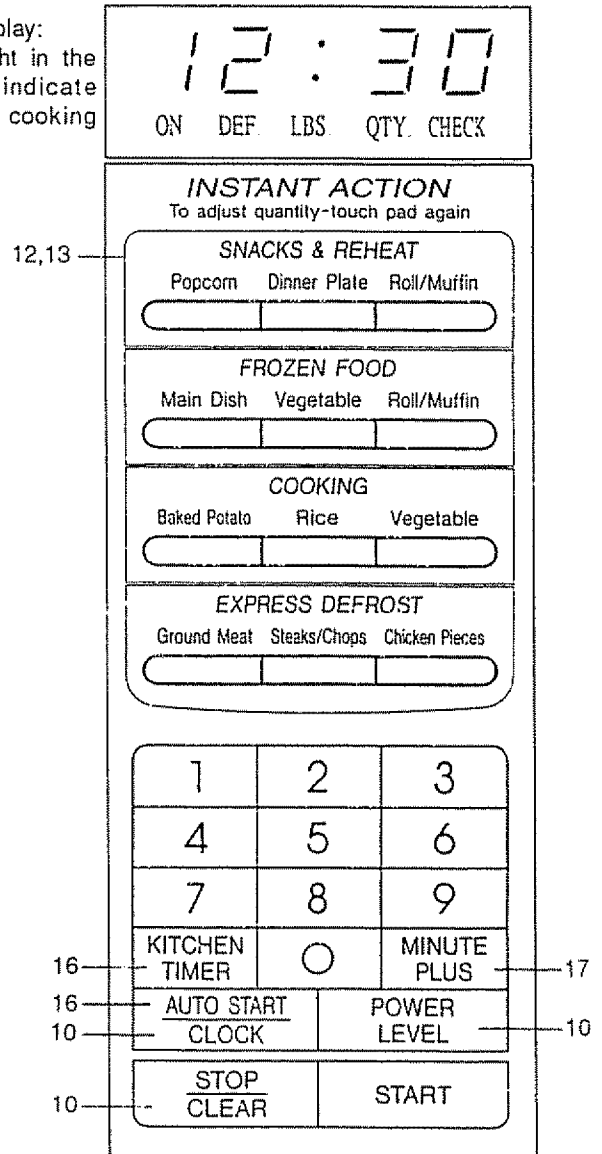 play:
ht in the
indicate
cooking
12:30
ON DEF. LBS. QTY. CHECK
INSTANT ACTION
To adjust quantity-touch pad again
12,13
SNACKS & REHEAT
Popcorn Dinner Plate Roll/Muffin
FROZEN FOOD
Main Dish Vegetable Roll/Muffin
COOKING
Baked Potato Rice Vegetable
EXPRESS DEFROST
Ground Meat Steaks/Chops Chicken Pieces
1 2 3
4 5 6
7 8 9
16 KITCHEN TIMER 0 MINUTE PLUS 17
16 AUTO START
10 CLOCK POWER LEVEL 10
10 STOP CLEAR START